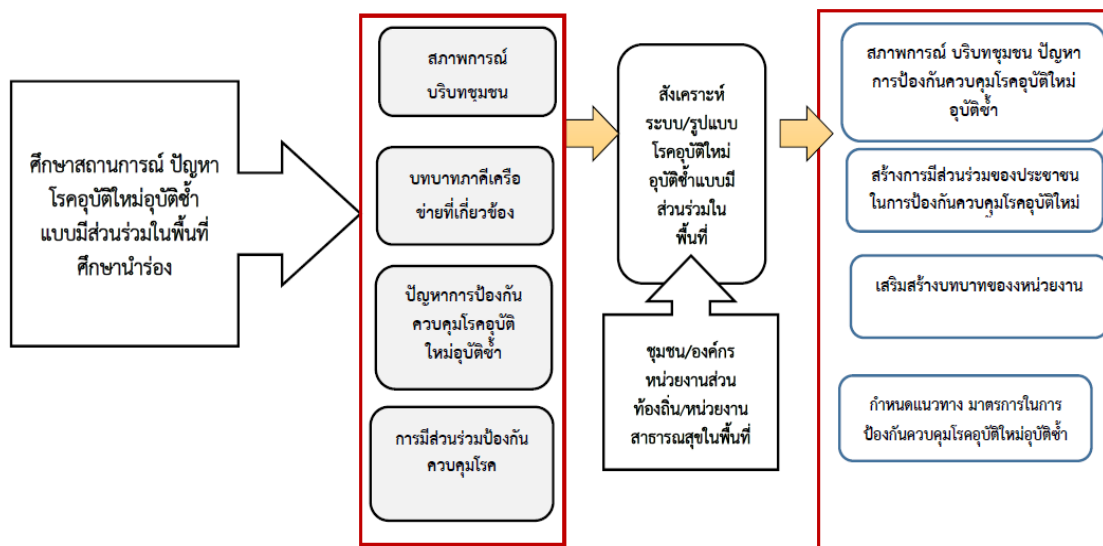 ศึกษาสถานการณ์ ปัญหา
โรคอุบัติใหม่อุบัติซ้ำ
แบบมีส่วนร่วมในพื้นที่
ศึกษานำร่อง
สภาพการณ์
บริบทชุมชน
บทบาทภาคีเครือ
ข่ายที่เกี่ยวข้อง
ปัญหาการป้องกัน
ควบคุมโรคอุบัติ
ใหม่อุบัติซ้ำ
การมีส่วนร่วมป้องกัน
ควบคุมโรค
สังเคราะห์
ระบบ/รูปแบบ
โรคอุบัติใหม่
อุบัติซ้ำแบบมี
ส่วนร่วมใน
พื้นที่
ชุมชน/องค์กร
หน่วยงานส่วน
ท้องถิ่น/หน่วยงาน
สาธารณสุขในพื้นที่
สภาพการณ์ บริบทชุมชน ปัญหา
การป้องกันควบคุมโรคอุบัติใหม่
อุบัติซ้ำ
สร้างการมีส่วนร่วมของประชาชน
ในการป้องกันควบคุมโรคอุบัติใหม่
เสริมสร้างบทบาทของงหน่วยงาน
กำหนดแนวทาง มาตรการในการ
ป้องกันควบคุมโรคอุบัติใหม่อุบัติซ้ำ